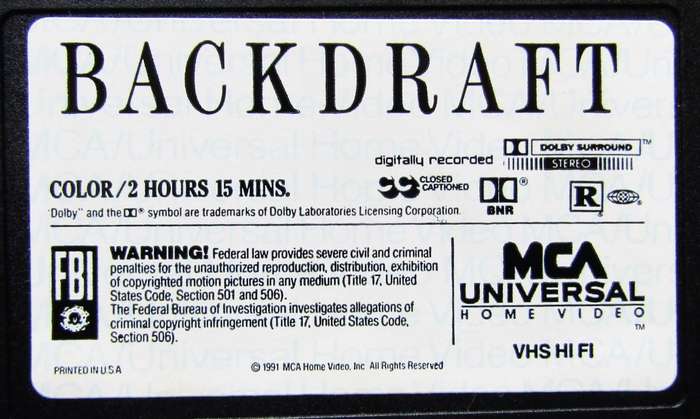 BACKDRAFT
digitally recorded
DOLBY SURROUND™
STEREO
COLOR/2 HOURS 15 MINS.
CLOSED CAPTIONED
®
BNR
R
"Dolby" and the ® symbol are trademarks of Dolby Laboratories Licensing Corporation.
FBI
WARNING! Federal law provides severe civil and criminal
penalties for the unauthorized reproduction, distribution, exhibition
of copyrighted motion pictures in any medium (Title 17, United
States Code, Section 501 and 506).
The Federal Bureau of Investigation investigates allegations of
criminal copyright infringement (Title 17, United States Code,
Section 506).
MCA
UNIVERSAL
HOME VIDEO
TM
VHS HI FI
PRINTED IN U.S.A.
© 1991 MCA Home Video, Inc. All Rights Reserved